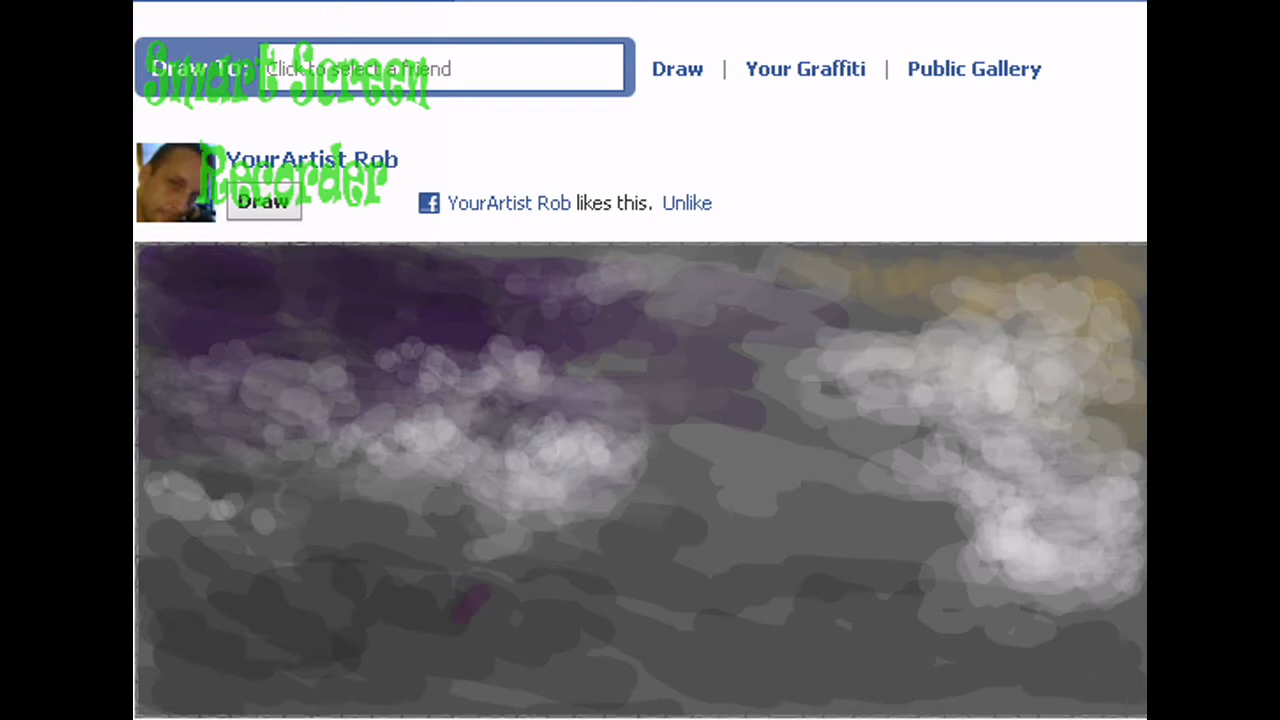 Draw To: Click to select a friend Draw | Your Graffiti | Public Gallery
Smart Screen
YourArtist Rob
Recorder
Draw YourArtist Rob likes this. Unlike